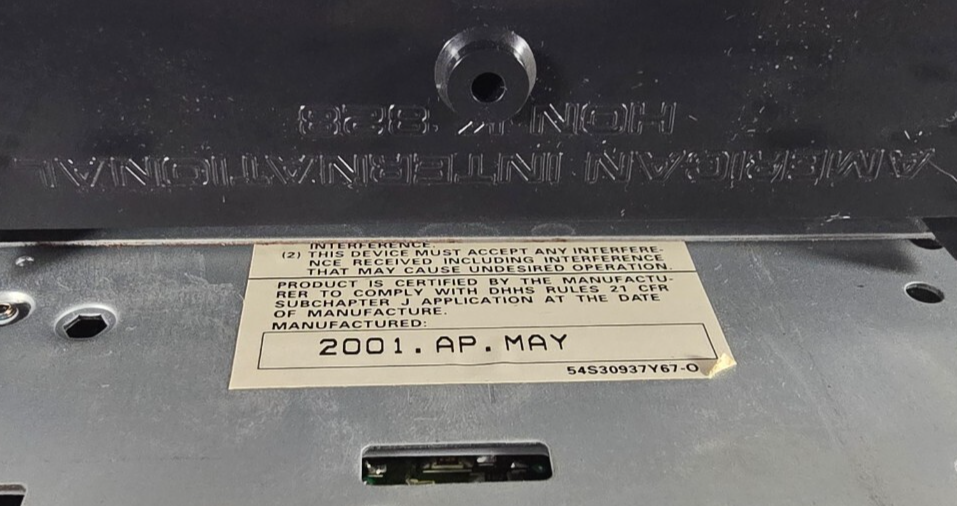 AMERICAN INTERNATIONAL
HON-K 823
INTERFERENCE.
(2) THIS DEVICE MUST ACCEPT ANY INTERFERE-
NCE RECEIVED INCLUDING INTERFERENCE
THAT MAY CAUSE UNDESIRED OPERATION.
PRODUCT IS CERTIFIED BY THE MANUFACTU-
RER TO COMPLY WITH DHHS RULES 21 CFR
SUBCHAPTER J APPLICATION AT THE DATE
OF MANUFACTURE.
MANUFACTURED:
2001.AP.MAY
54S30937Y67-O